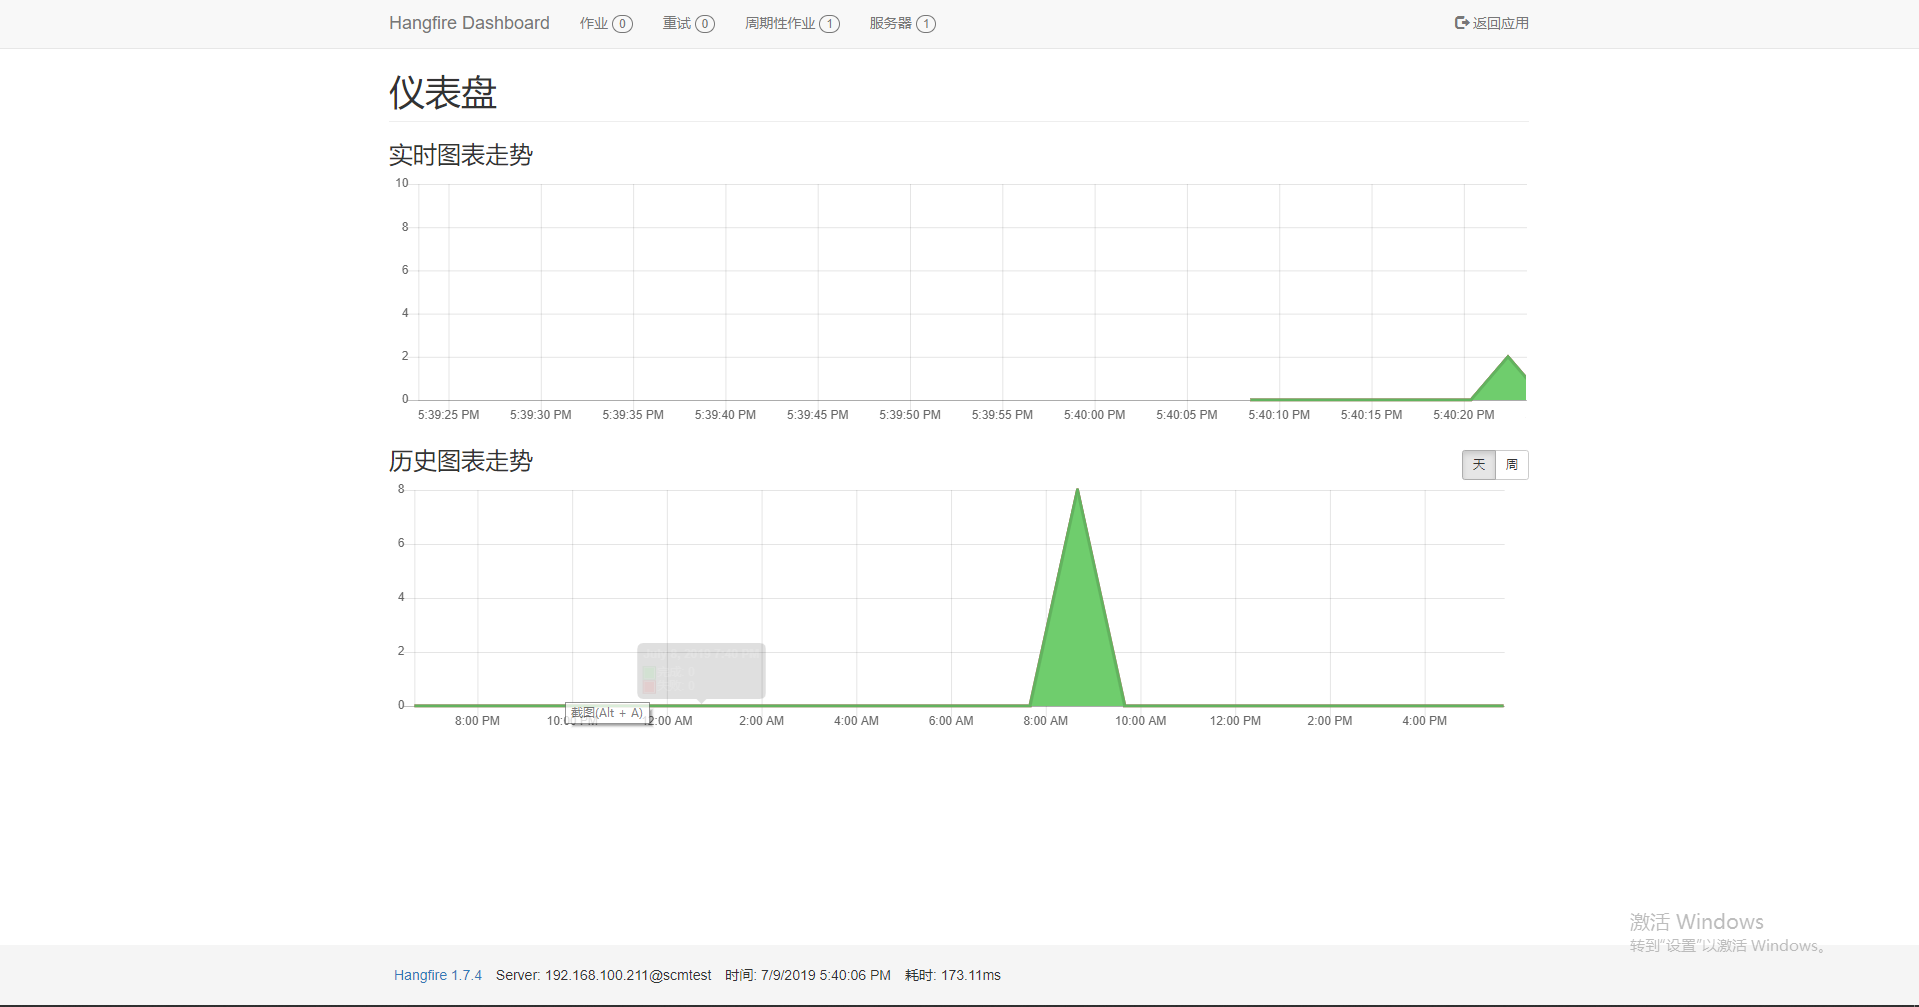 Hangfire Dashboard 作业 0 重试 0 周期性作业 1 服务器 1 返回应用
仪表盘
实时图表走势
10
8
6
4
2
0
5:39:25 PM 5:39:30 PM 5:39:35 PM 5:39:40 PM 5:39:45 PM 5:39:50 PM 5:39:55 PM 5:40:00 PM 5:40:05 PM 5:40:10 PM 5:40:15 PM 5:40:20 PM
历史图表走势 天 周
8
6
4
2
0
截图(Alt + A)
8:00 PM 10:00 PM 2:00 AM 2:00 AM 4:00 AM 6:00 AM 8:00 AM 10:00 AM 12:00 PM 2:00 PM 4:00 PM
激活 Windows
转到“设置”以激活 Windows。
Hangfire 1.7.4 Server: 192.168.100.211@scmtest 时间: 7/9/2019 5:40:06 PM 耗时: 173.11ms